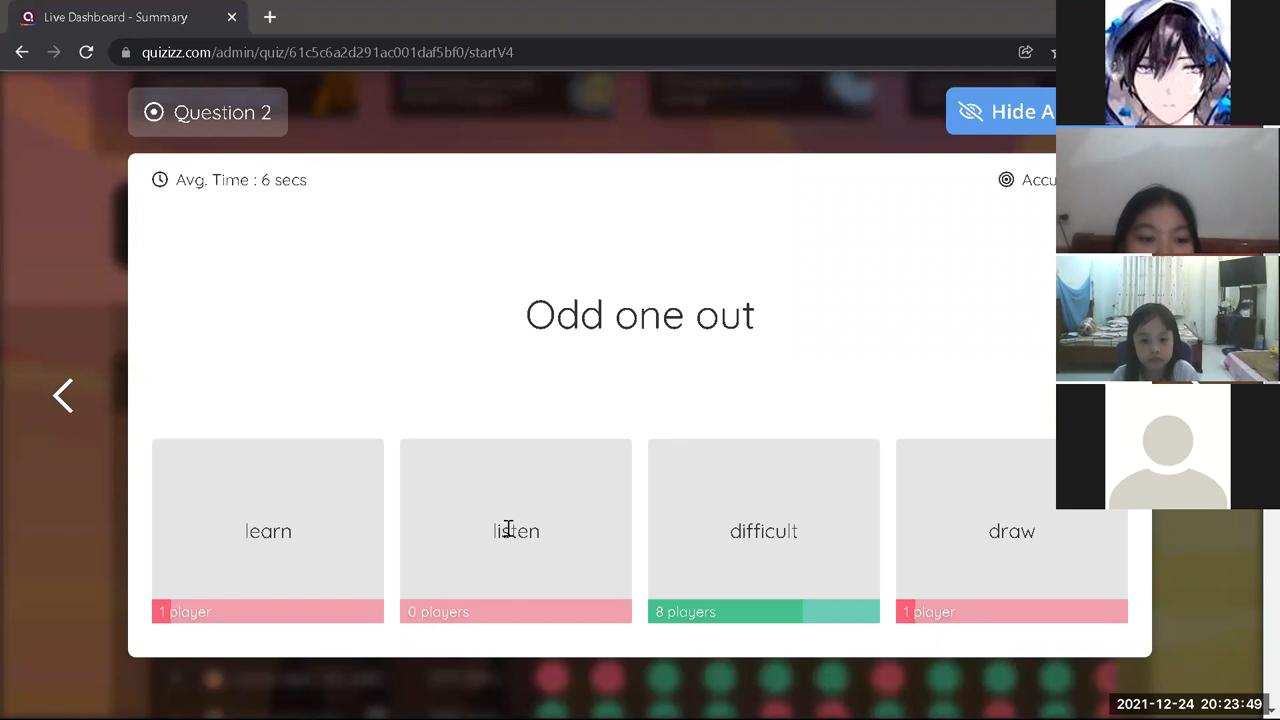 Live Dashboard - Summary
quizizz.com/admin/quiz/61c5c6a2d291ac001daf5bf0/startV4
Question 2
Hide A
Avg. Time : 6 secs
Accu
Odd one out
learn
listen
difficult
draw
1 player
0 players
8 players
1 player
2021-12-24 20:23:49